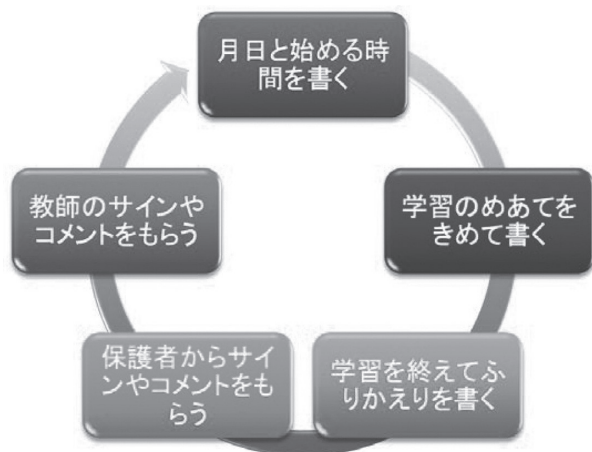 月日と始める時
間を書く
学習のめあてを
きめて書く
学習を終えてふ
りかえりを書く
保護者からサイ
ンやコメントをも
らう
教師のサインや
コメントをもらう